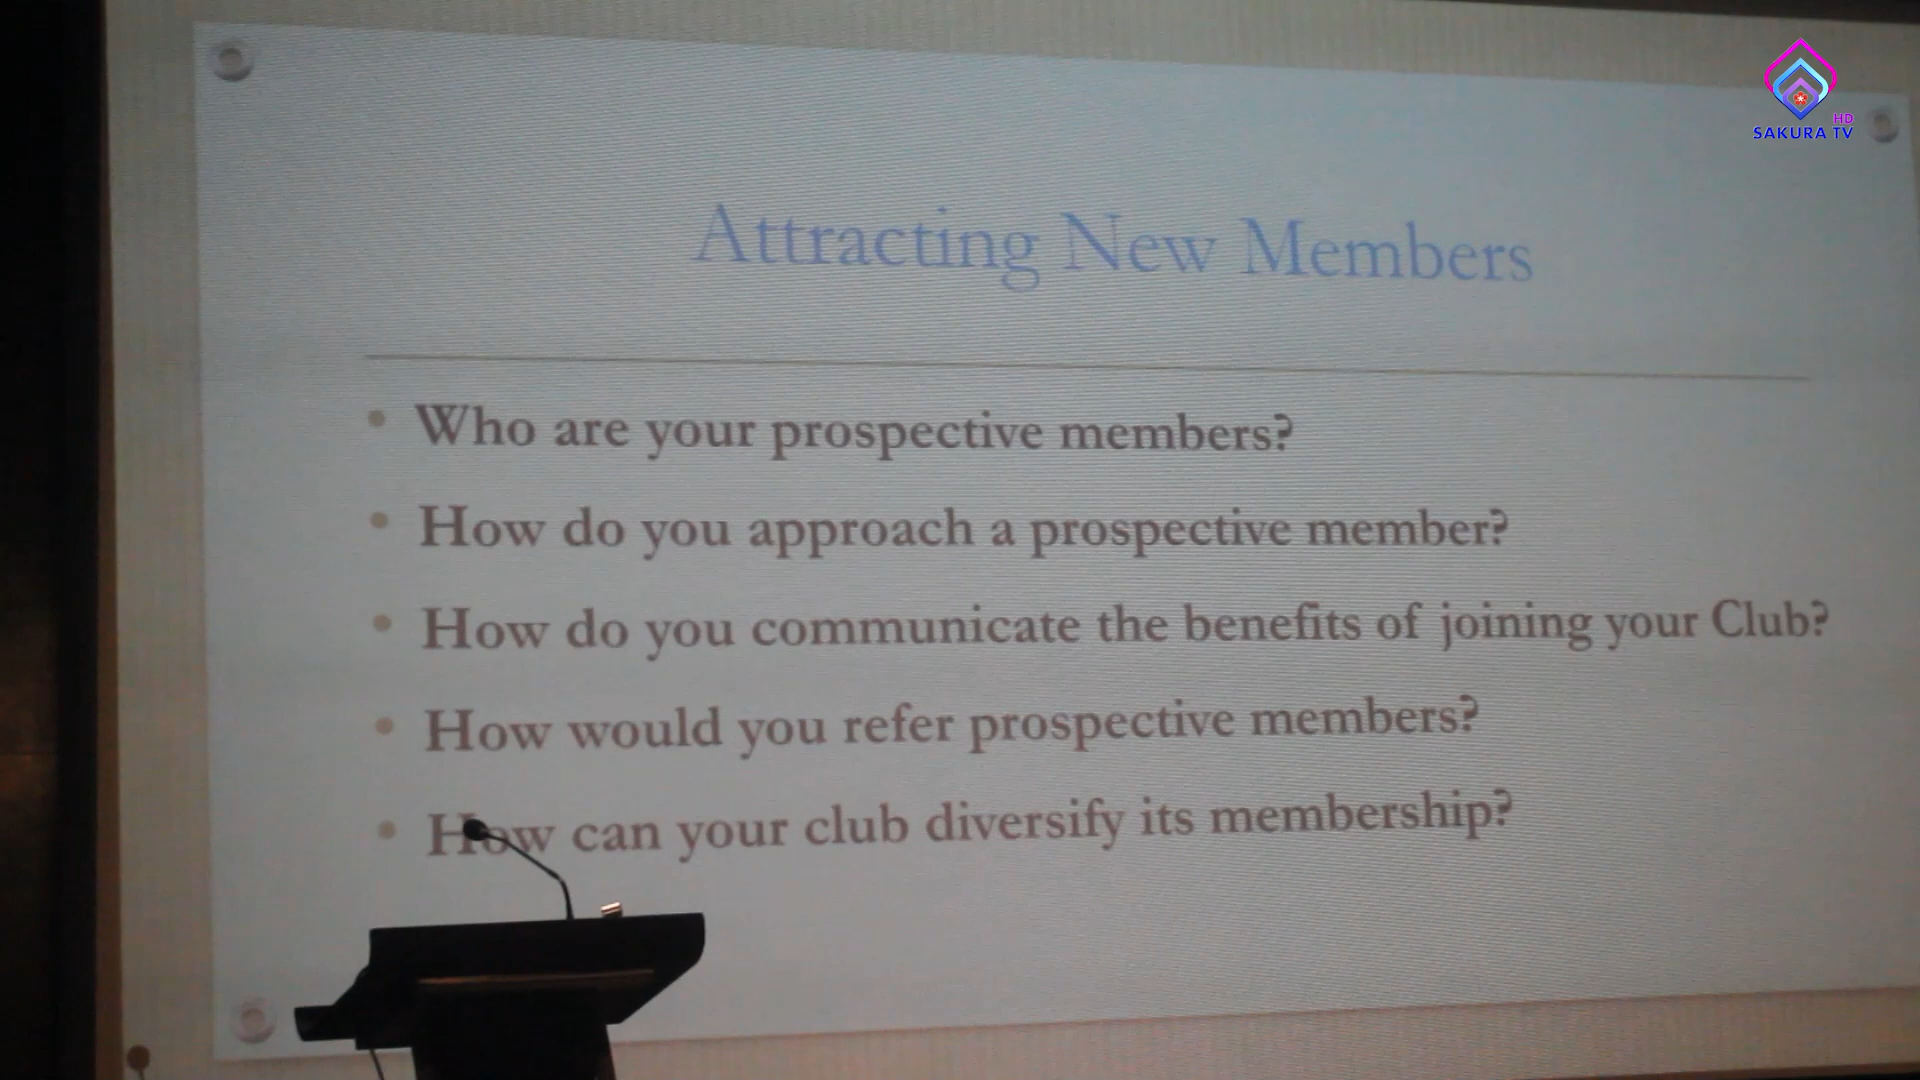 HD
SAKURA TV
Attracting New Members
Who are your prospective members?
How do you approach a prospective member?
How do you communicate the benefits of joining your Club?
How would you refer prospective members?
How can your club diversify its membership?